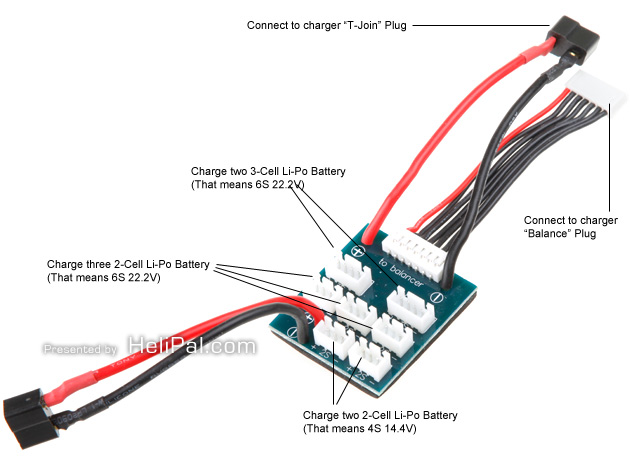 Connect to charger “T-Join” Plug
Charge two 3-Cell Li-Po Battery
(That means 6S 22.2V)
Connect to charger
“Balance” Plug
to balancer
Charge three 2-Cell Li-Po Battery
(That means 6S 22.2V)
Presented by HeliPal.com
+ 2S
+ 2S -
Charge two 2-Cell Li-Po Battery
(That means 4S 14.4V)